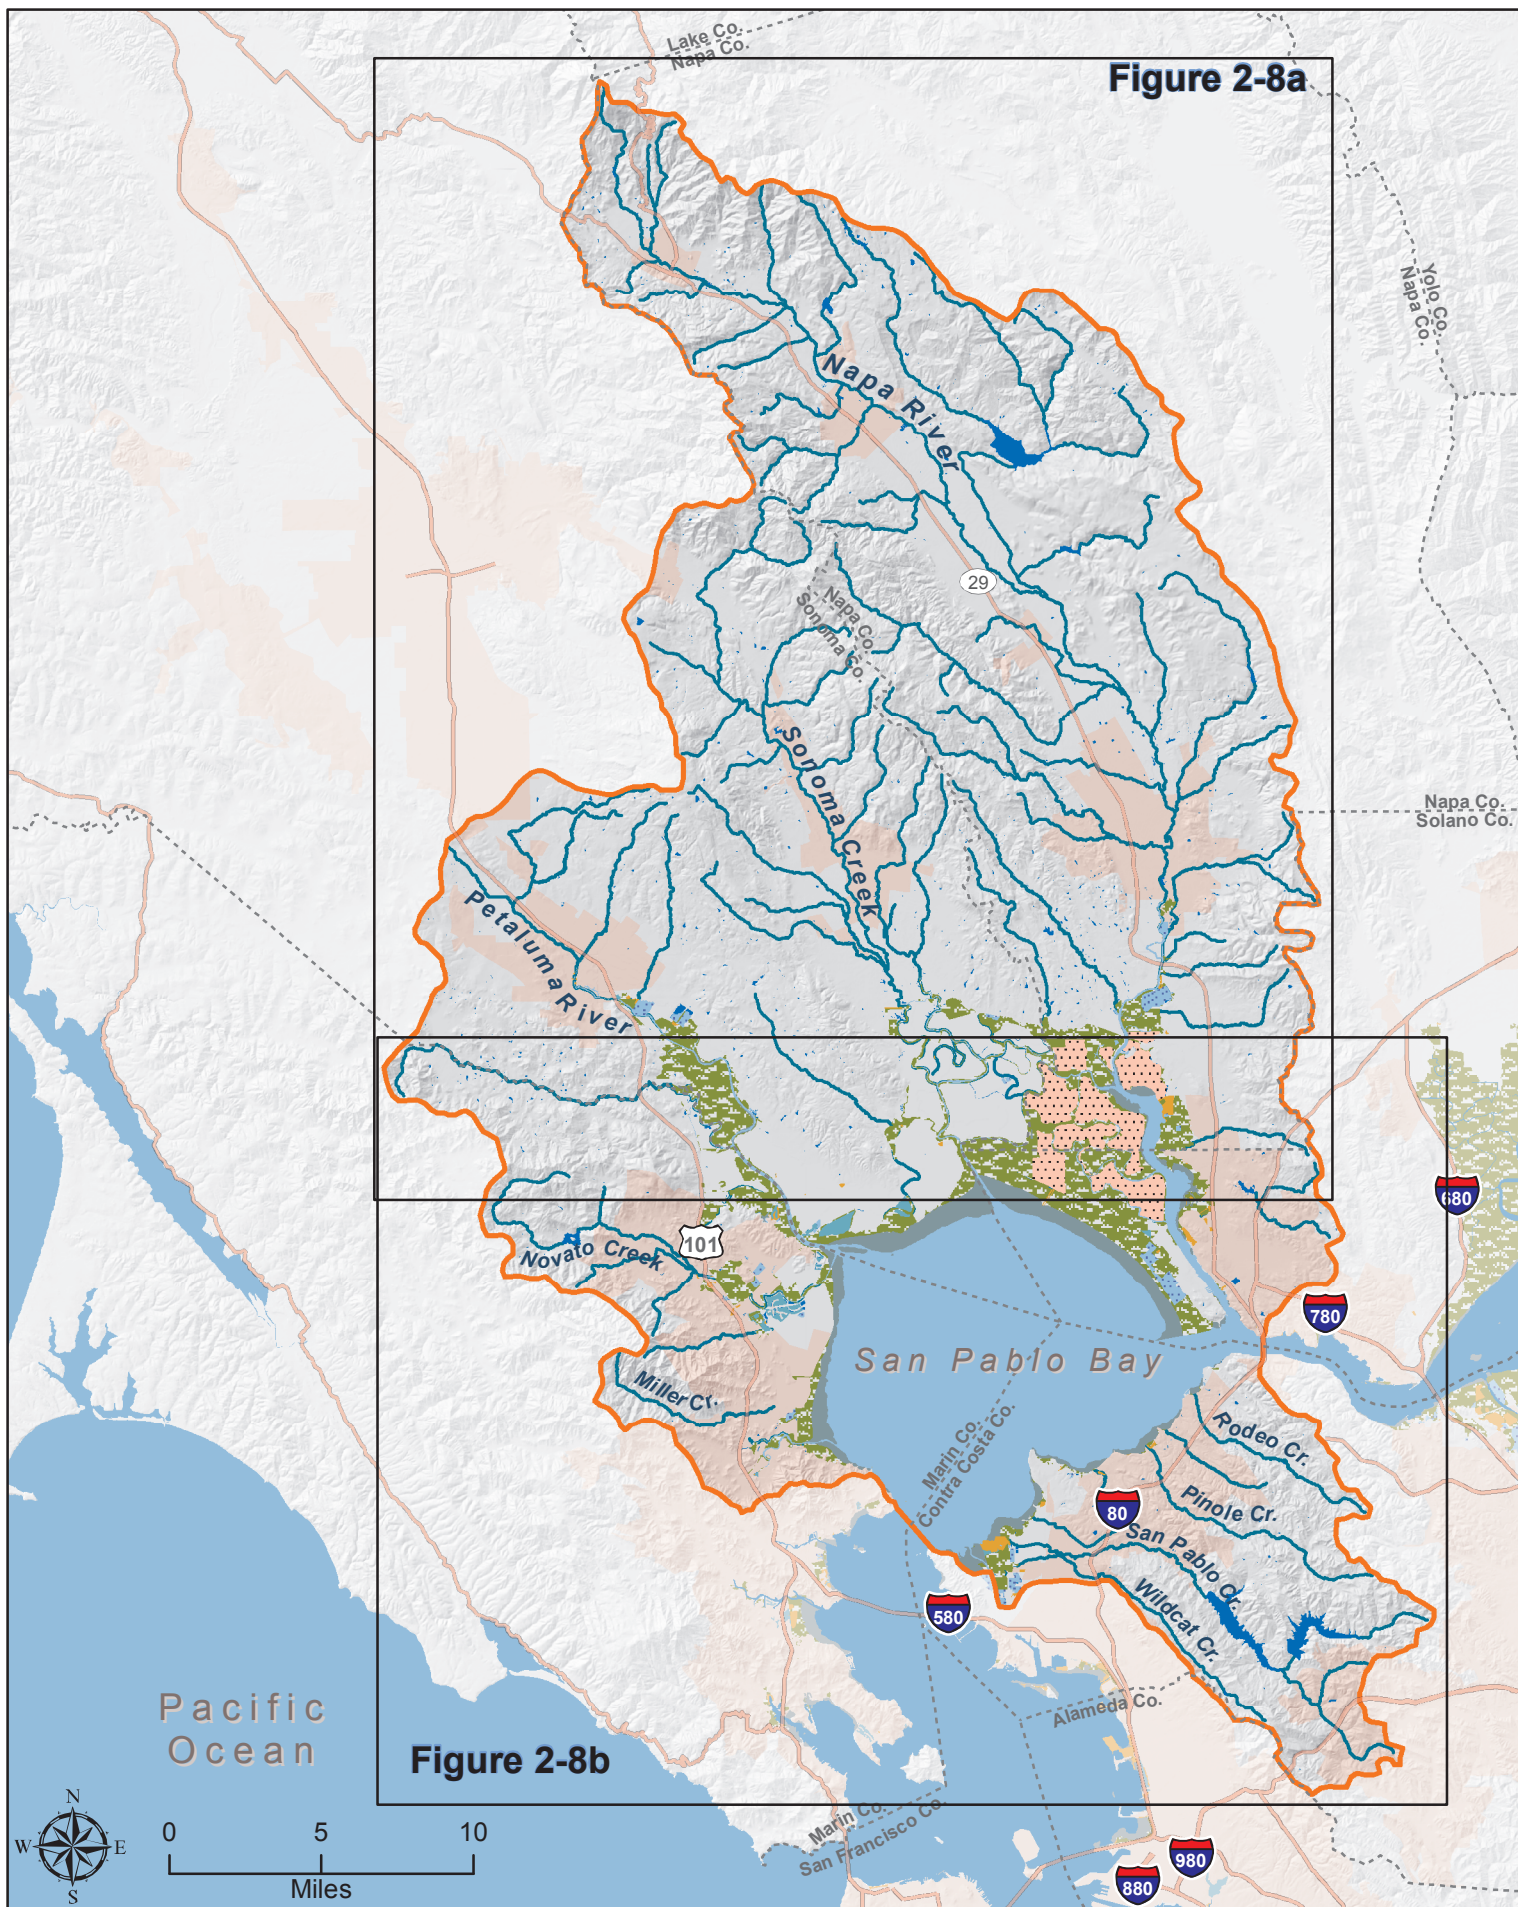 Lake Co.
Napa Co.
Figure 2-8a
Yolo Co.
Napa Co.
Napa River
29
Napa Co.
Sonoma Co.
Sonoma Creek
Napa Co.
Solano Co.
Petaluma River
680
101
Novato Creek
780
San Pablo Bay
Miller Cr.
Marin Co.
Contra Costa Co.
Rodeo Cr.
Pinole Cr.
80
San Pablo Cr.
Wildcat Cr.
580
Pacific
Ocean
Alameda Co.
Figure 2-8b
N
W E
S
0 5 10
Miles
Marin Co.
San Francisco Co.
980
880